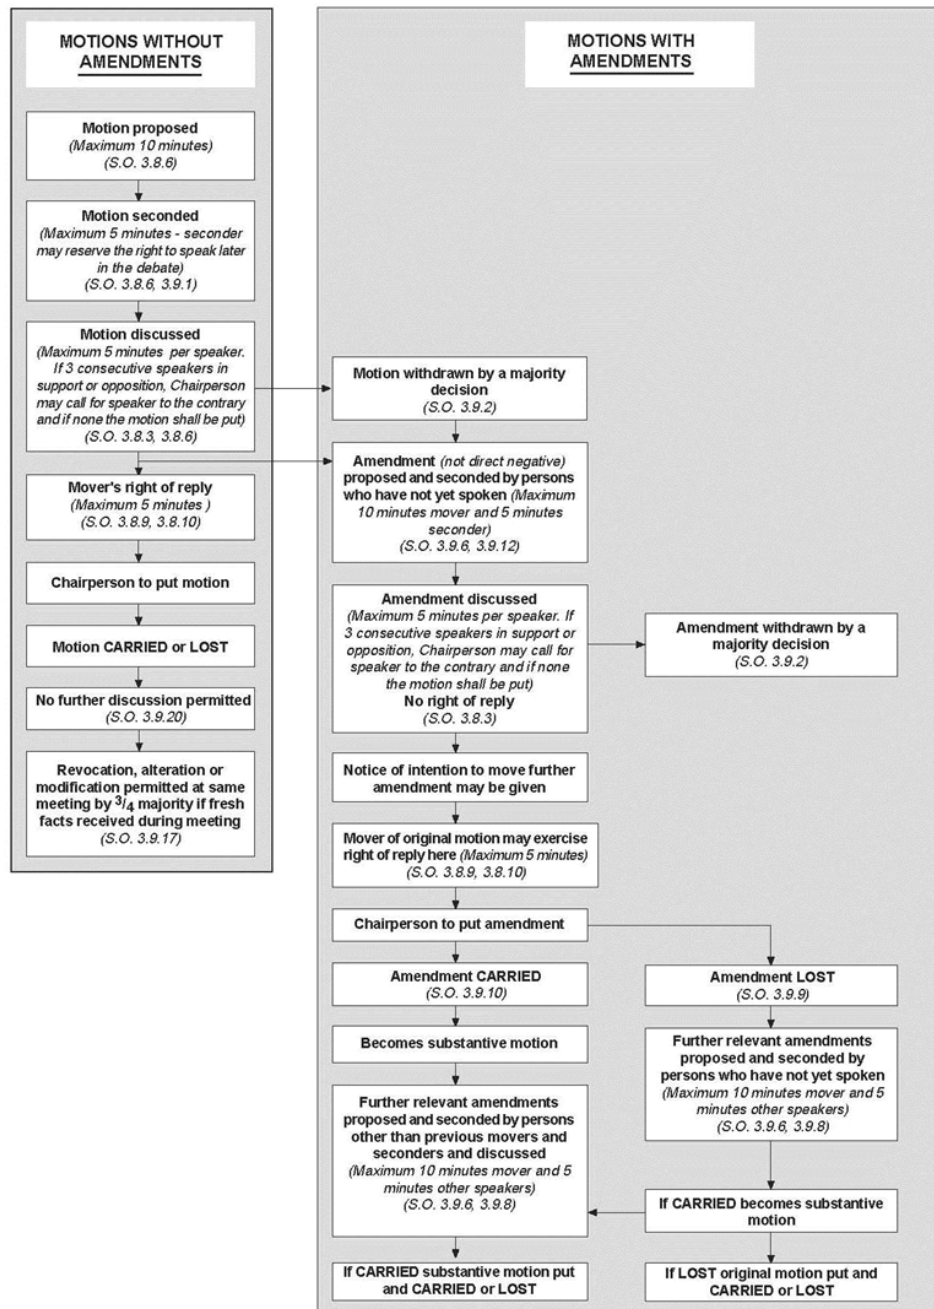 MOTIONS WITHOUT
AMENDMENTS
Motion proposed
(Maximum 10 minutes)
(S.O. 3.8.6)
Motion seconded
(Maximum 5 minutes - seconder
may reserve the right to speak later
in the debate)
(S.O. 3.8.6, 3.9.1)
Motion discussed
(Maximum 5 minutes per speaker.
If 3 consecutive speakers in
support or opposition, Chairperson
may call for speaker to the contrary
and if none the motion shall be put)
(S.O. 3.8.3, 3.8.6)
Mover's right of reply
(Maximum 5 minutes )
(S.O. 3.8.9, 3.8.10)
Chairperson to put motion
Motion CARRIED or LOST
No further discussion permitted
(S.O. 3.9.20)
Revocation, alteration or
modification permitted at same
meeting by 3/4 majority if fresh
facts received during meeting
(S.O. 3.9.17)
MOTIONS WITH
AMENDMENTS
Motion withdrawn by a majority
decision
(S.O. 3.9.2)
Amendment (not direct negative)
proposed and seconded by persons
who have not yet spoken (Maximum
10 minutes mover and 5 minutes
seconder)
(S.O. 3.9.6, 3.9.12)
Amendment discussed
(Maximum 5 minutes per speaker. If
3 consecutive speakers in support or
opposition, Chairperson may call for
speaker to the contrary and if none
the motion shall be put)
No right of reply
(S.O. 3.8.3)
Amendment withdrawn by a
majority decision
(S.O. 3.9.2)
Notice of intention to move further
amendment may be given
Mover of original motion may exercise
right of reply here (Maximum 5 minutes)
(S.O. 3.8.9, 3.8.10)
Chairperson to put amendment
Amendment CARRIED
(S.O. 3.9.10)
Becomes substantive motion
Further relevant amendments
proposed and seconded by persons
other than previous movers and
seconders and discussed
(Maximum 10 minutes mover and 5
minutes other speakers)
(S.O. 3.9.6, 3.9.8)
If CARRIED substantive motion put
and CARRIED or LOST
Amendment LOST
(S.O. 3.9.9)
Further relevant amendments
proposed and seconded by
persons who have not yet spoken
(Maximum 10 minutes mover and 5
minutes other speakers)
(S.O. 3.9.6, 3.9.8)
If CARRIED becomes substantive
motion
If LOST original motion put and
CARRIED or LOST